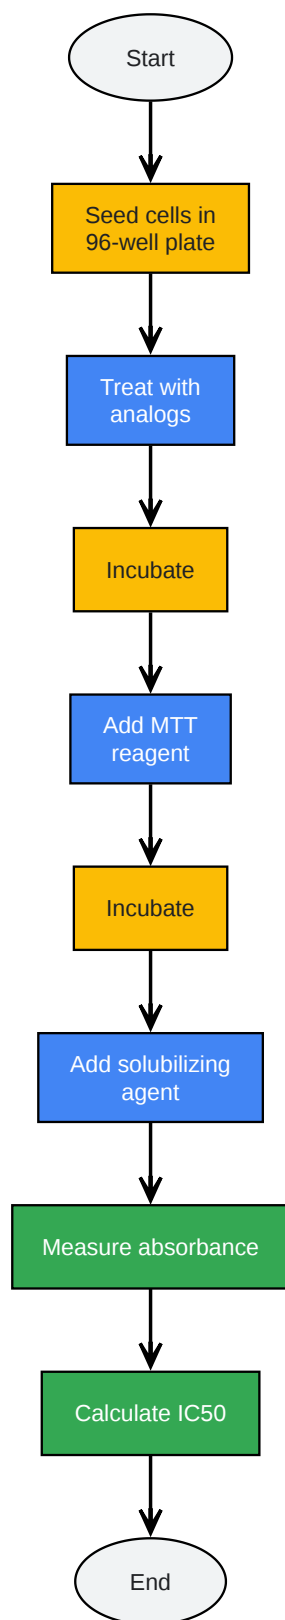 Start
Seed cells in
96-well plate
Treat with
analogs
Incubate
Add MTT
reagent
Incubate
Add solubilizing
agent
Measure absorbance
Calculate IC50
End